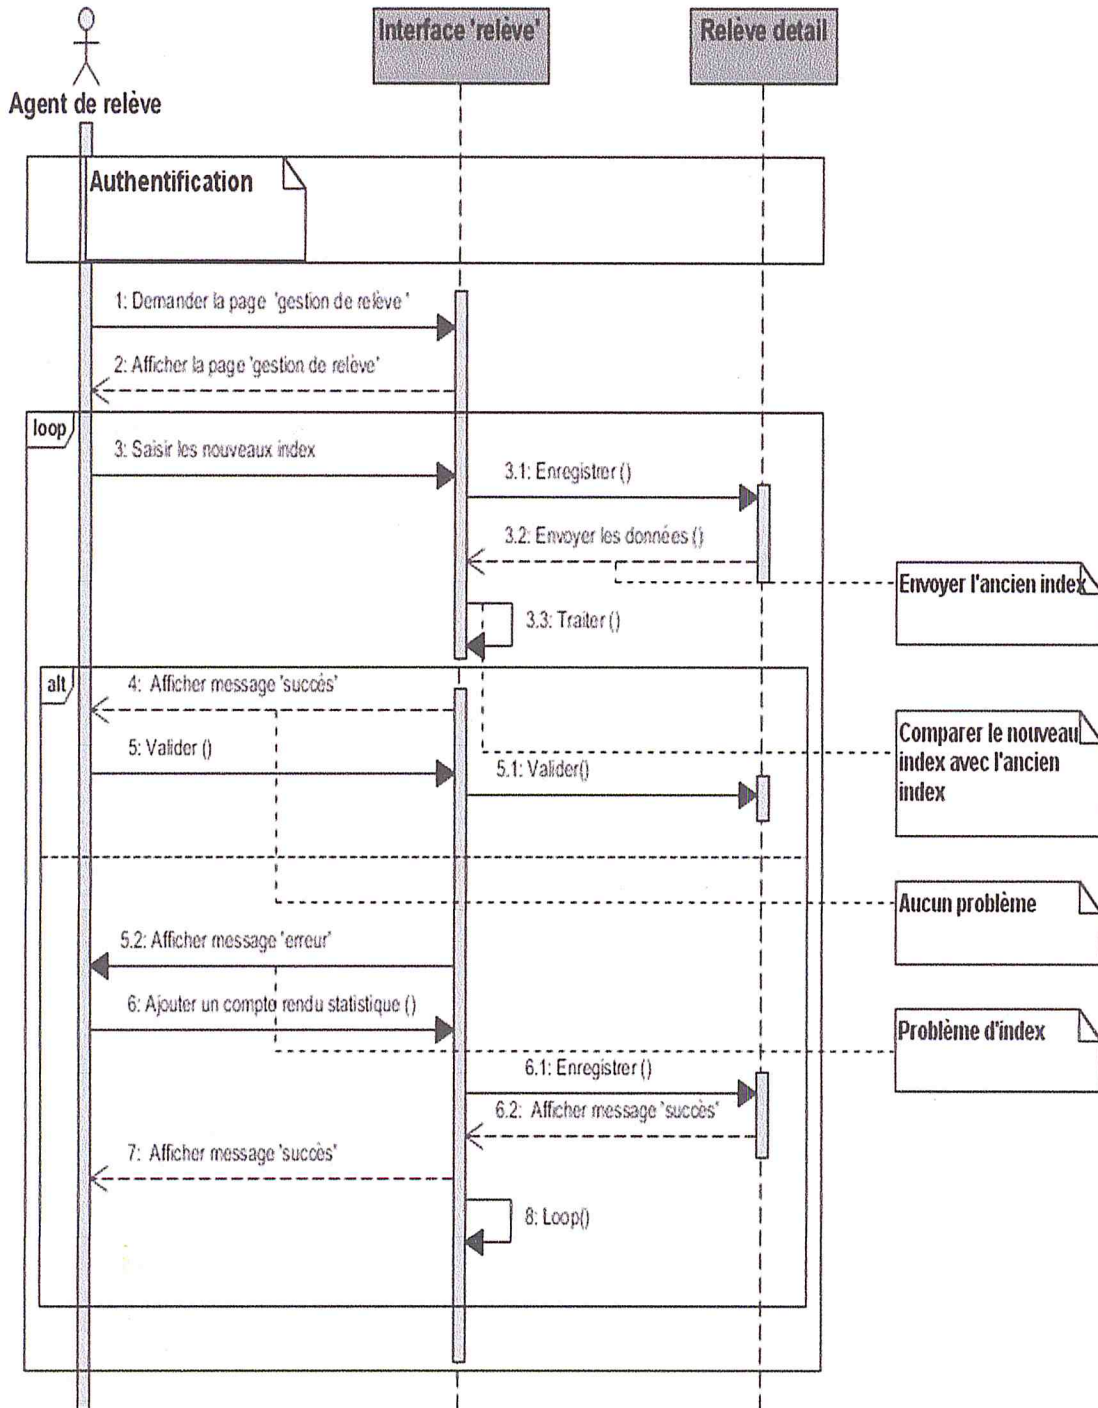 Interface 'relève'
Relève detail
Agent de relève
Authentification
1: Demander la page 'gestion de relève'
2: Afficher la page 'gestion de relève'
loop
3: Saisir les nouveaux index
3.1: Enregistrer ()
3.2: Envoyer les données ()
Envoyer l'ancien index
3.3: Traiter ()
alt
4: Afficher message 'succès'
Comparer le nouveau
index avec l'ancien
index
5: Valider ()
5.1: Valider()
Aucun problème
5.2: Afficher message 'erreur'
6: Ajouter un compte rendu statistique ()
Problème d'index
6.1: Enregistrer ()
6.2: Afficher message 'succès'
7: Afficher message 'succès'
8: Loop()